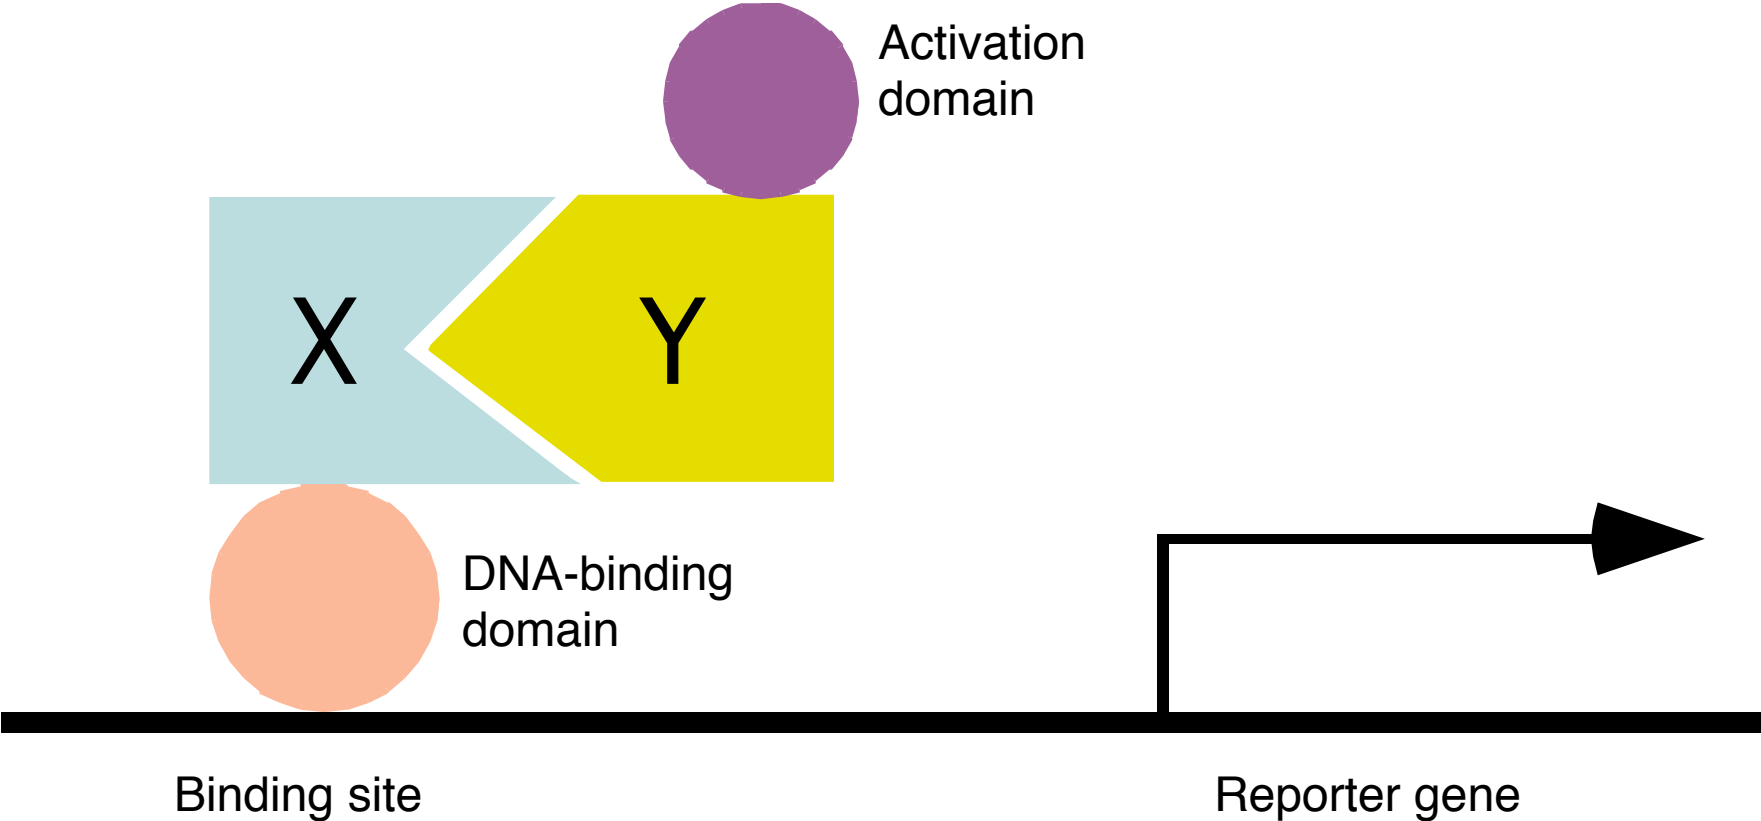 Activation
domain
X
Y
DNA-binding
domain
Binding site
Reporter gene